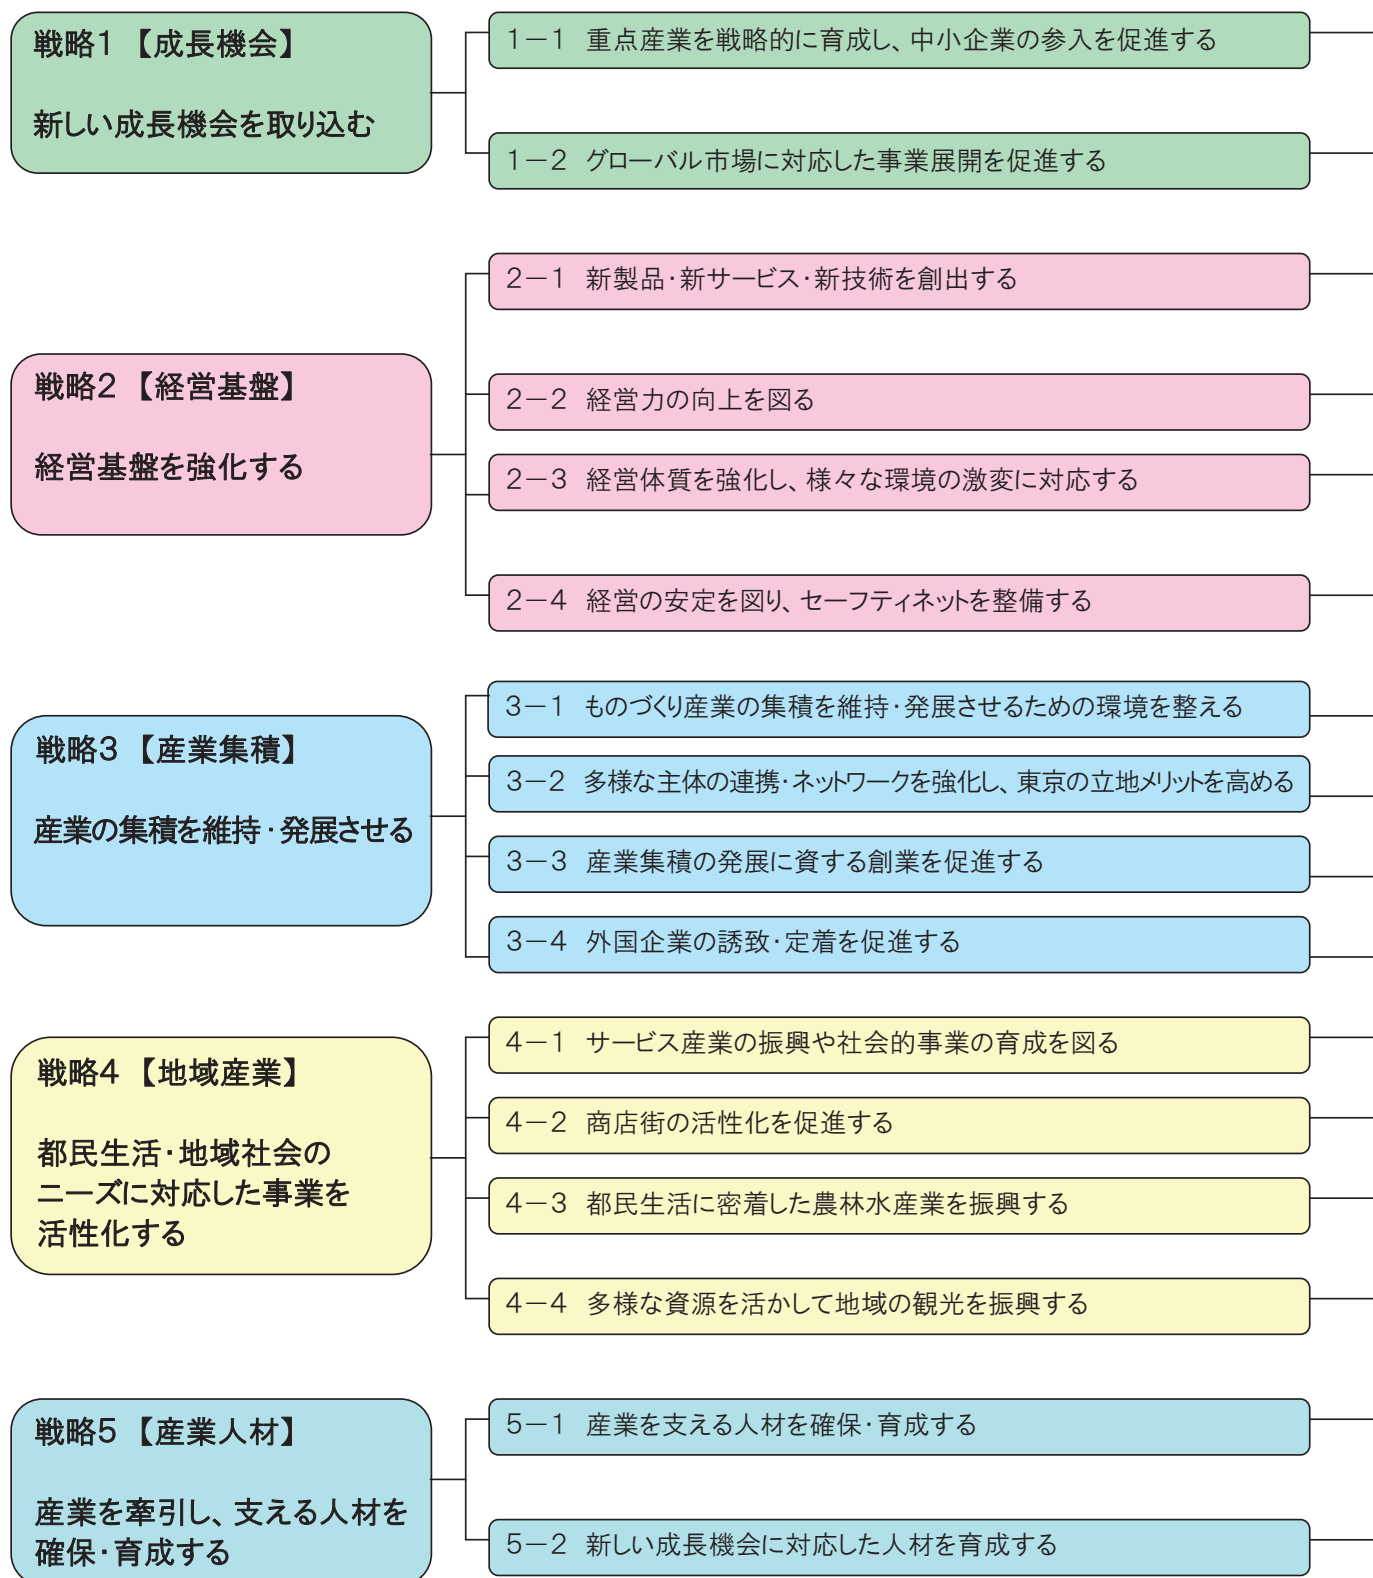 戦略1 【成長機会】
新しい成長機会を取り込む
1－1 重点産業を戦略的に育成し、中小企業の参入を促進する
1－2 グローバル市場に対応した事業展開を促進する
戦略2 【経営基盤】
経営基盤を強化する
2－1 新製品・新サービス・新技術を創出する
2－2 経営力の向上を図る
2－3 経営体質を強化し、様々な環境の激変に対応する
2－4 経営の安定を図り、セーフティネットを整備する
戦略3 【産業集積】
産業の集積を維持・発展させる
3－1 ものづくり産業の集積を維持・発展させるための環境を整える
3－2 多様な主体の連携・ネットワークを強化し、東京の立地メリットを高める
3－3 産業集積の発展に資する創業を促進する
3－4 外国企業の誘致・定着を促進する
戦略4 【地域産業】
都民生活・地域社会の
ニーズに対応した事業を
活性化する
4－1 サービス産業の振興や社会的事業の育成を図る
4－2 商店街の活性化を促進する
4－3 都民生活に密着した農林水産業を振興する
4－4 多様な資源を活かして地域の観光を振興する
戦略5 【産業人材】
産業を牽引し、支える人材を
確保・育成する
5－1 産業を支える人材を確保・育成する
5－2 新しい成長機会に対応した人材を育成する